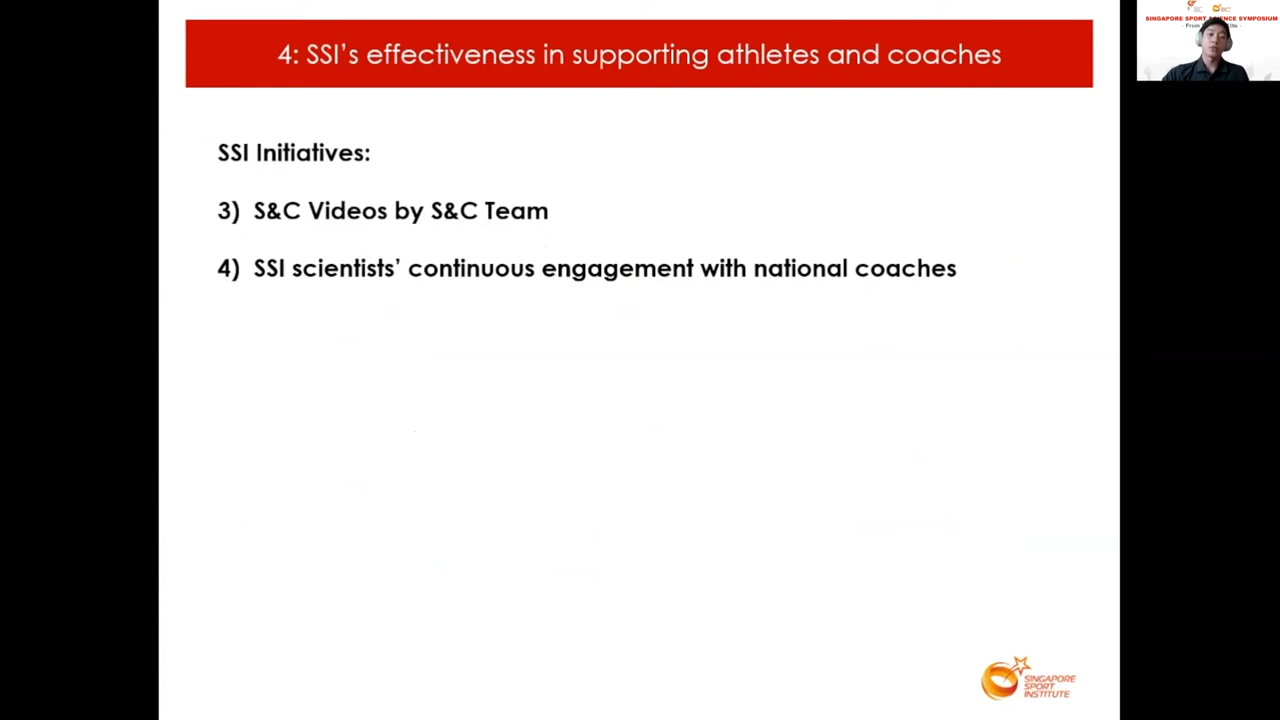 4: SSI’s effectiveness in supporting athletes and coaches
SINGAPORE SPORT SCIENCE SYMPOSIUM
SSI Initiatives:
3) S&C Videos by S&C Team
4) SSI scientists’ continuous engagement with national coaches
SINGAPORE
SPORT
INSTITUTE